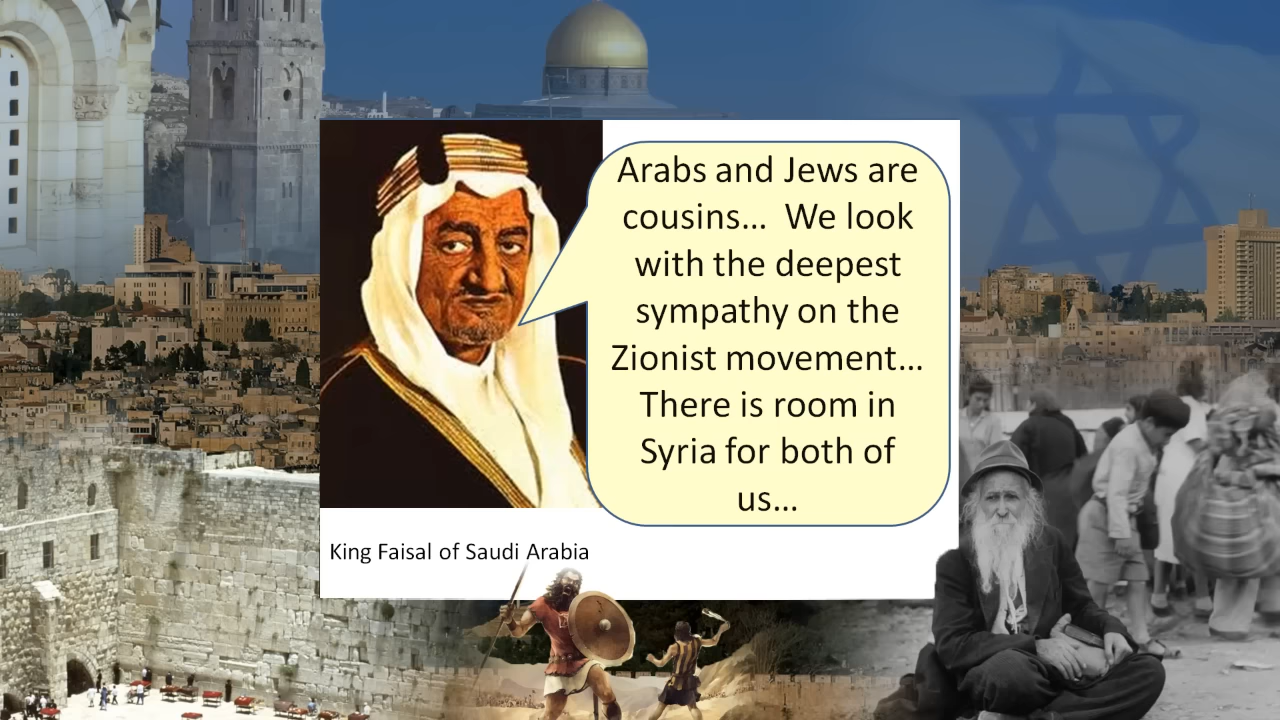 Arabs and Jews are
cousins… We look
with the deepest
sympathy on the
Zionist movement…
There is room in
Syria for both of
us…
King Faisal of Saudi Arabia